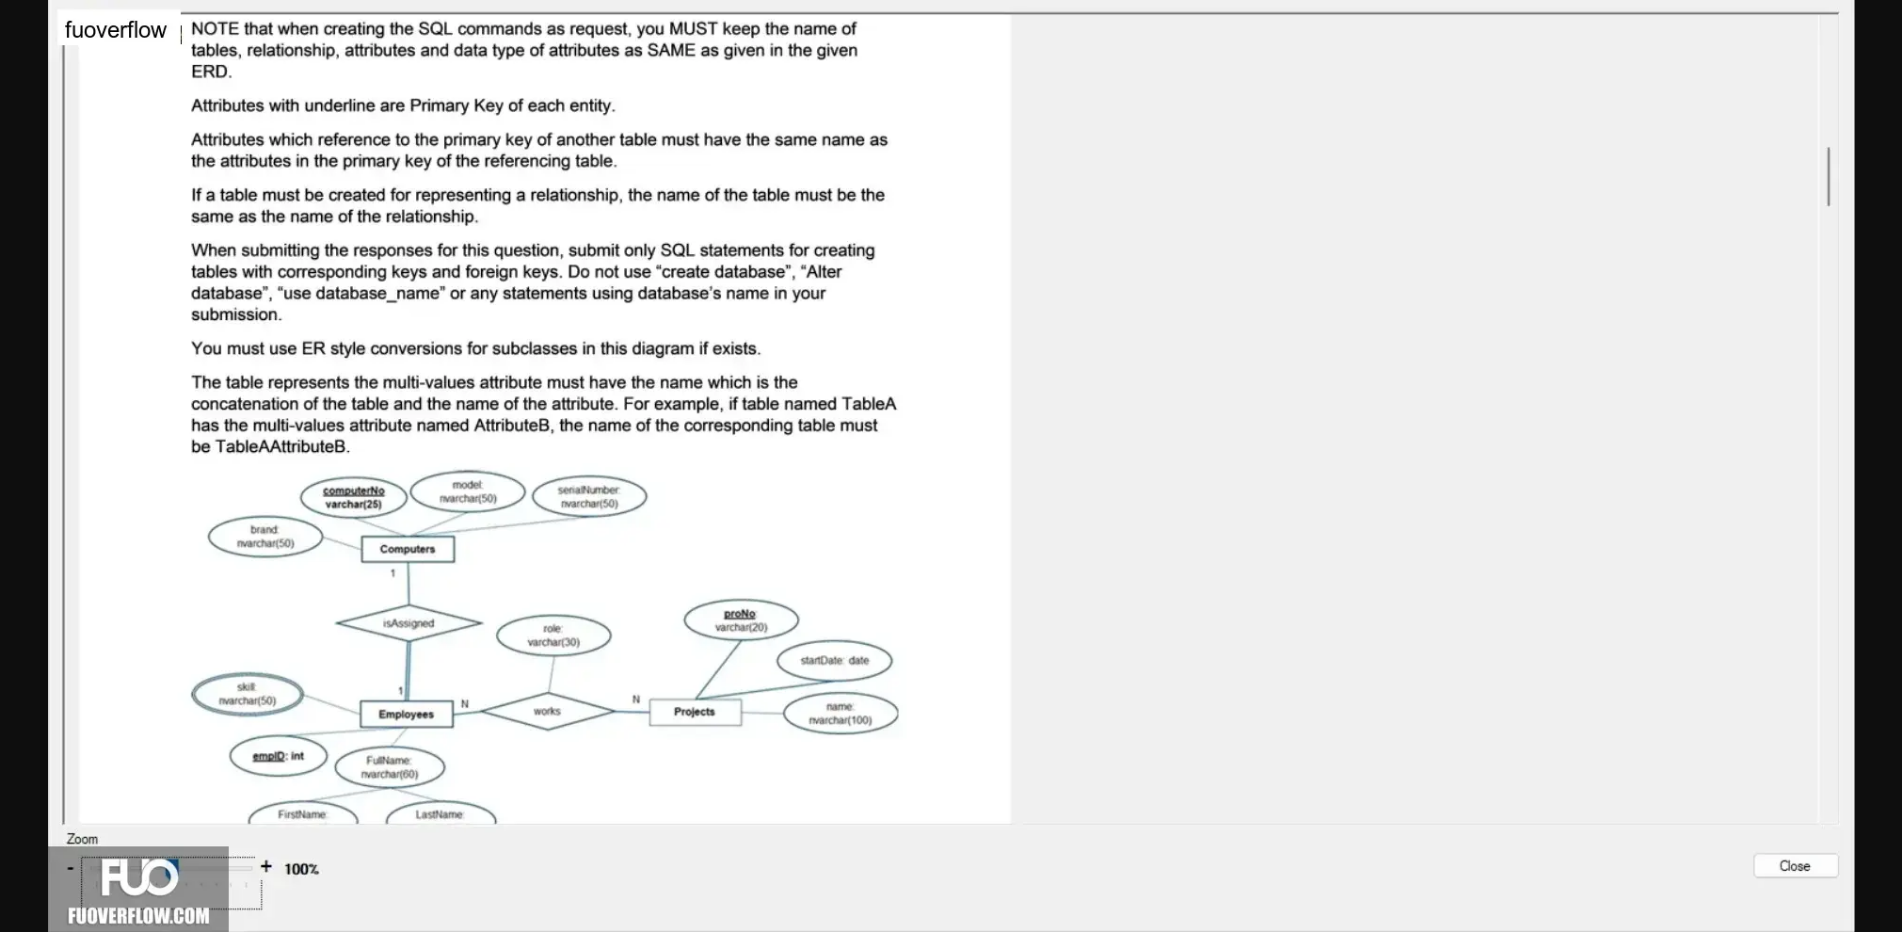 fuoverflow
NOTE that when creating the SQL commands as request, you MUST keep the name of
tables, relationship, attributes and data type of attributes as SAME as given in the given
ERD.
Attributes with underline are Primary Key of each entity.
Attributes which reference to the primary key of another table must have the same name as
the attributes in the primary key of the referencing table.
If a table must be created for representing a relationship, the name of the table must be the
same as the name of the relationship.
When submitting the responses for this question, submit only SQL statements for creating
tables with corresponding keys and foreign keys. Do not use “create database”, “Alter
database”, “use database_name” or any statements using database’s name in your
submission.
You must use ER style conversions for subclasses in this diagram if exists.
The table represents the multi-values attribute must have the name which is the
concatenation of the table and the name of the attribute. For example, if table named TableA
has the multi-values attribute named AttributeB, the name of the corresponding table must
be TableAAttributeB.
computerNo
varchar(25)
model:
nvarchar(50)
serialNumber:
nvarchar(50)
brand:
nvarchar(50)
Computers
1
isAssigned
role:
varchar(30)
proNo:
varchar(20)
startDate: date
skill:
nvarchar(50)
1
Employees
N
works
N
Projects
name:
nvarchar(100)
empID: int
FullName:
nvarchar(60)
FirstName:
LastName:
Zoom
-
+
100%
Close
FUO
FUOVERFLOW.COM